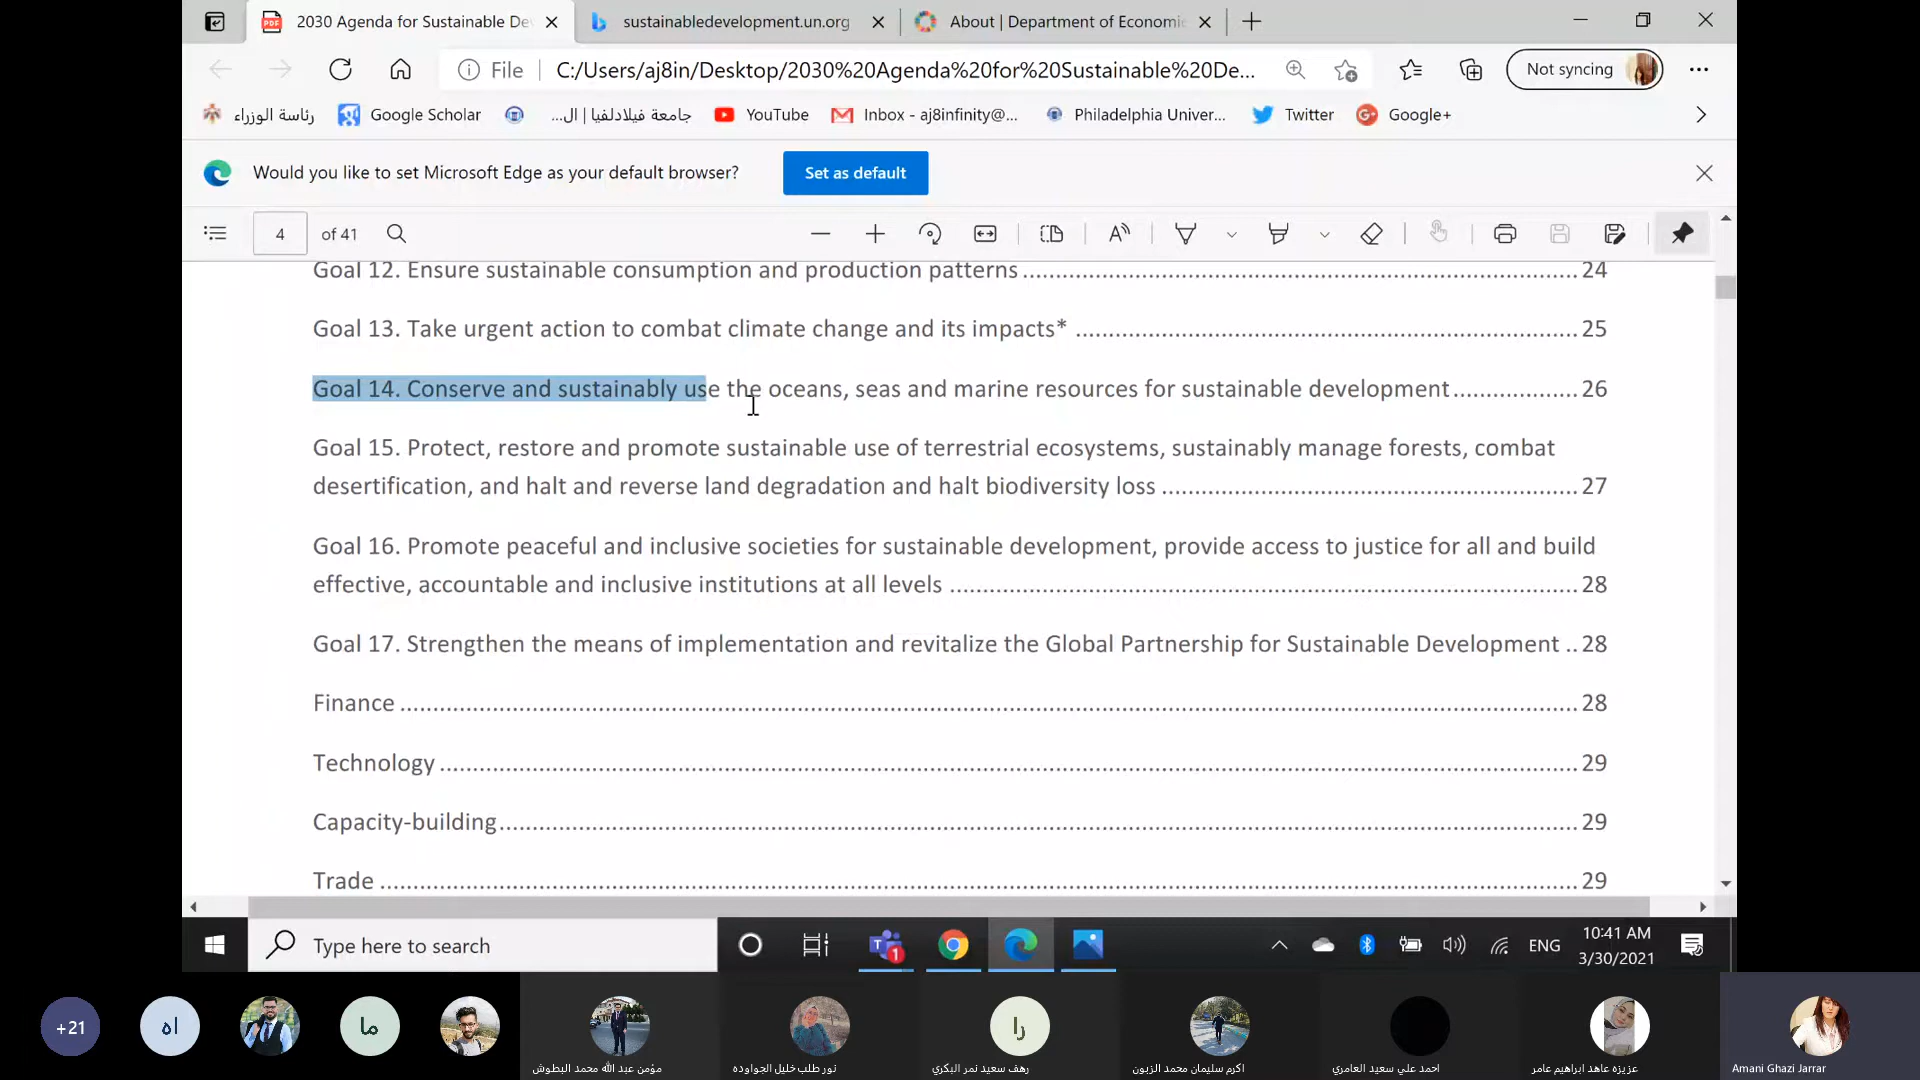 2030 Agenda for Sustainable De
sustainabledevelopment.un.org
About | Department of Economi
File
C:/Users/aj8in/Desktop/2030%20Agenda%20for%20Sustainable%20De...
Not syncing
رئاسة الوزراء
Google Scholar
جامعة فيلادلفيا | ال...
YouTube
Inbox - aj8infinity@...
Philadelphia Univer...
Twitter
Google+
Would you like to set Microsoft Edge as your default browser?
Set as default
4 of 41
Goal 12. Ensure sustainable consumption and production patterns 24
Goal 13. Take urgent action to combat climate change and its impacts* 25
Goal 14. Conserve and sustainably use the oceans, seas and marine resources for sustainable development 26
Goal 15. Protect, restore and promote sustainable use of terrestrial ecosystems, sustainably manage forests, combat
desertification, and halt and reverse land degradation and halt biodiversity loss 27
Goal 16. Promote peaceful and inclusive societies for sustainable development, provide access to justice for all and build
effective, accountable and inclusive institutions at all levels 28
Goal 17. Strengthen the means of implementation and revitalize the Global Partnership for Sustainable Development .. 28
Finance 28
Technology 29
Capacity-building 29
Trade 29
Type here to search
1
ENG
10:41 AM
3/30/2021
+21
اه
ما
را
مؤمن عبد الله محمد البطوش
نور طلب خليل الجواوده
رهف سعيد نمر البكري
اكرم سليمان محمد الزبون
احمد علي سعيد العامري
عزيزه عاهد ابراهيم عامر
Amani Ghazi Jarrar